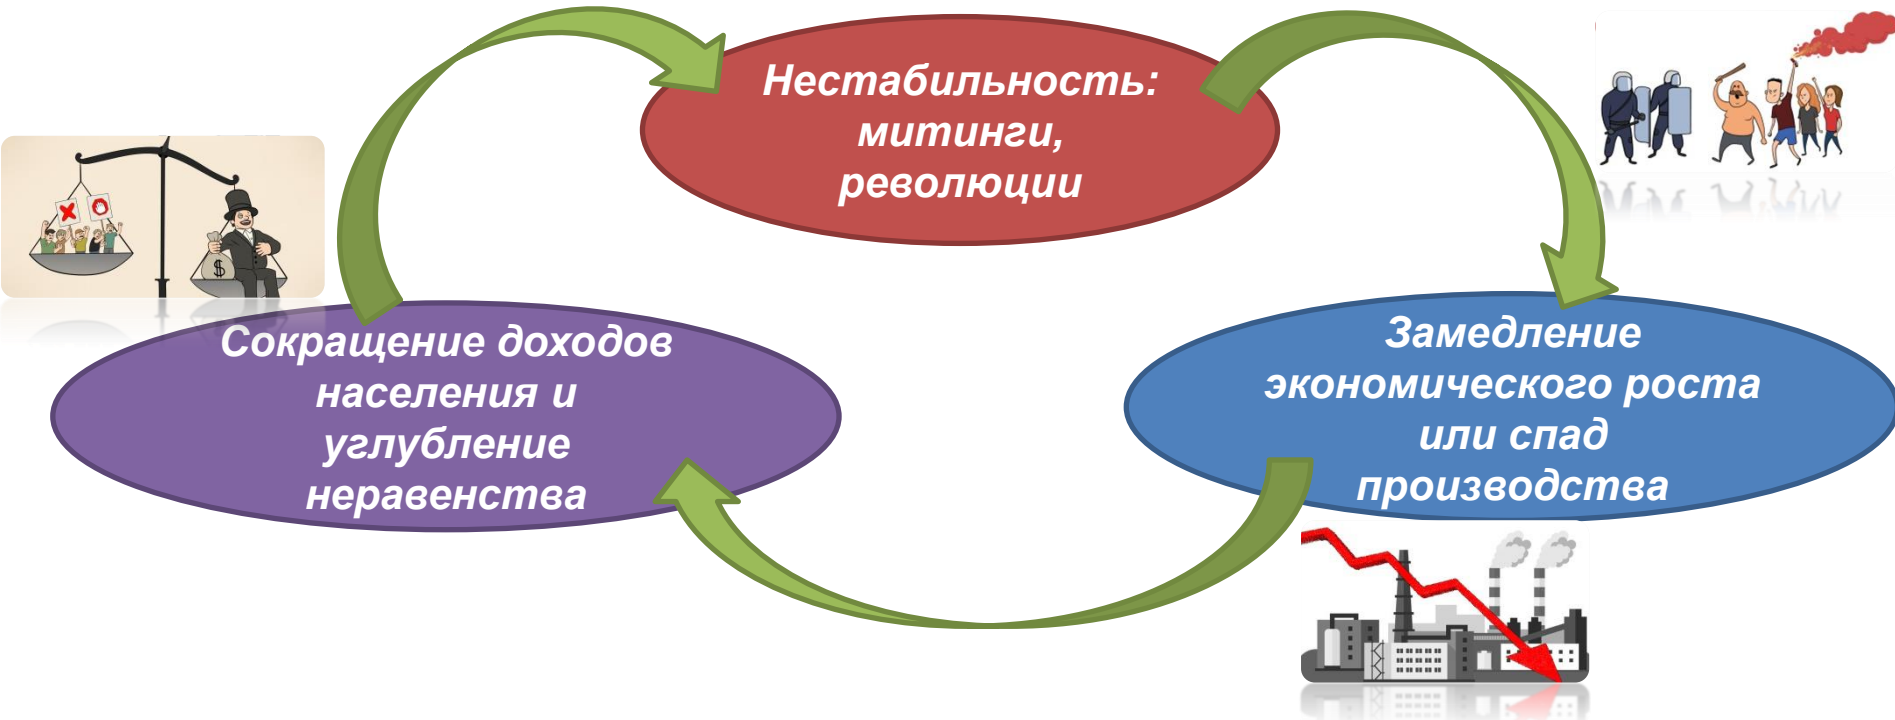 Нестабильность:
митинги,
революции
Сокращение доходов
населения и
углубление
неравенства
Замедление
экономического роста
или спад
производства
$